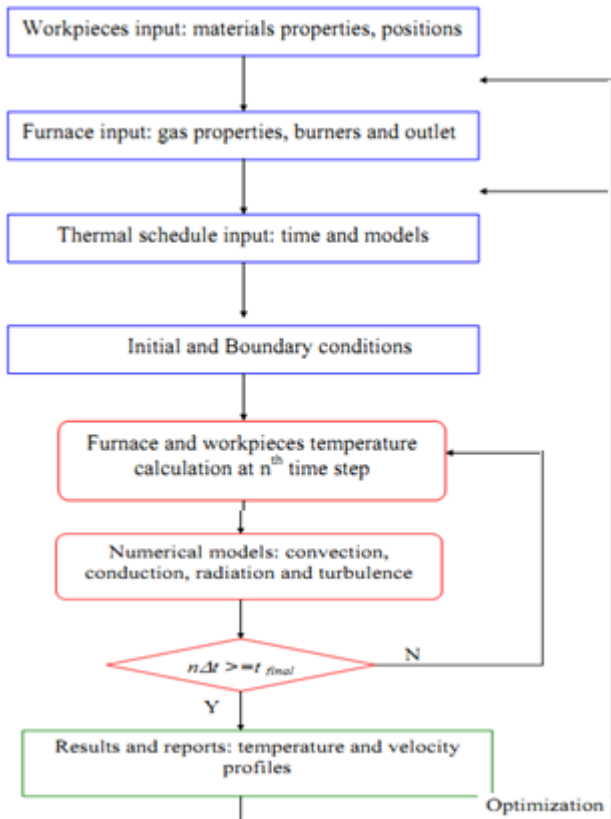 Workpieces input: materials properties, positions
Furnace input: gas properties, burners and outlet
Thermal schedule input: time and models
Initial and Boundary conditions
Furnace and workpieces temperature
calculation at nth time step
Numerical models: convection,
conduction, radiation and turbulence
nΔt >=t final
N
Y
Results and reports: temperature and velocity
profiles
Optimization